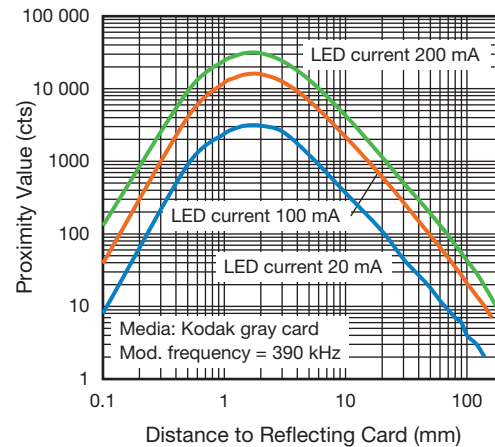 100 000
10 000
1000
100
10
1
0.1
1
10
100
Proximity Value (cts)
Distance to Reflecting Card (mm)
LED current 200 mA
LED current 100 mA
LED current 20 mA
Media: Kodak gray card
Mod. frequency = 390 kHz